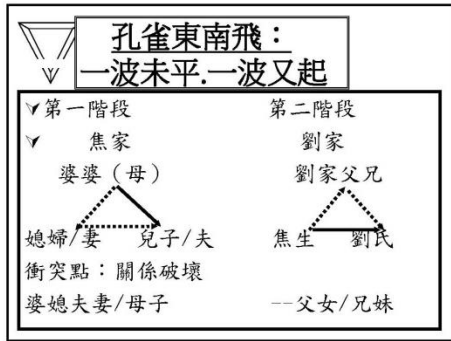 孔雀東南飛：
一波未平.一波又起
第一階段 第二階段
焦家 劉家
婆婆（母） 劉家父兄
媳婦/妻 兒子/夫 焦生 劉氏
衝突點：關係破壞
婆媳夫妻/母子 --父女/兄妹